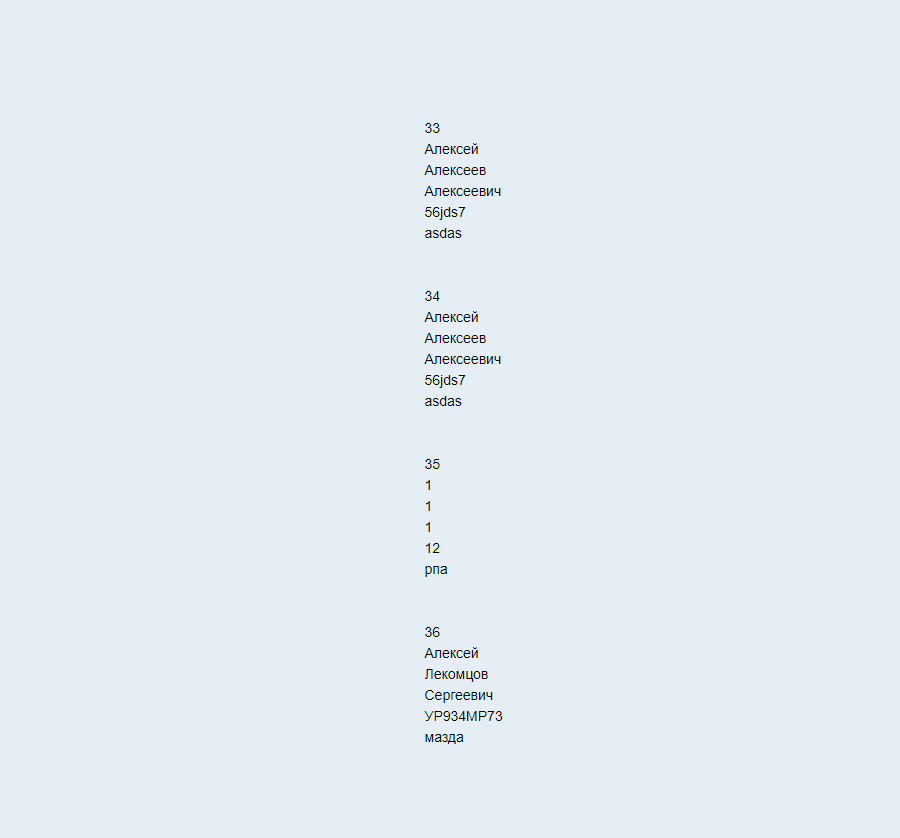 33
Алексей
Алексеев
Алексеевич
56jds7
asdas
34
Алексей
Алексеев
Алексеевич
56jds7
asdas
35
1
1
1
12
рпа
36
Алексей
Лекомцов
Сергеевич
УР934МР73
мазда